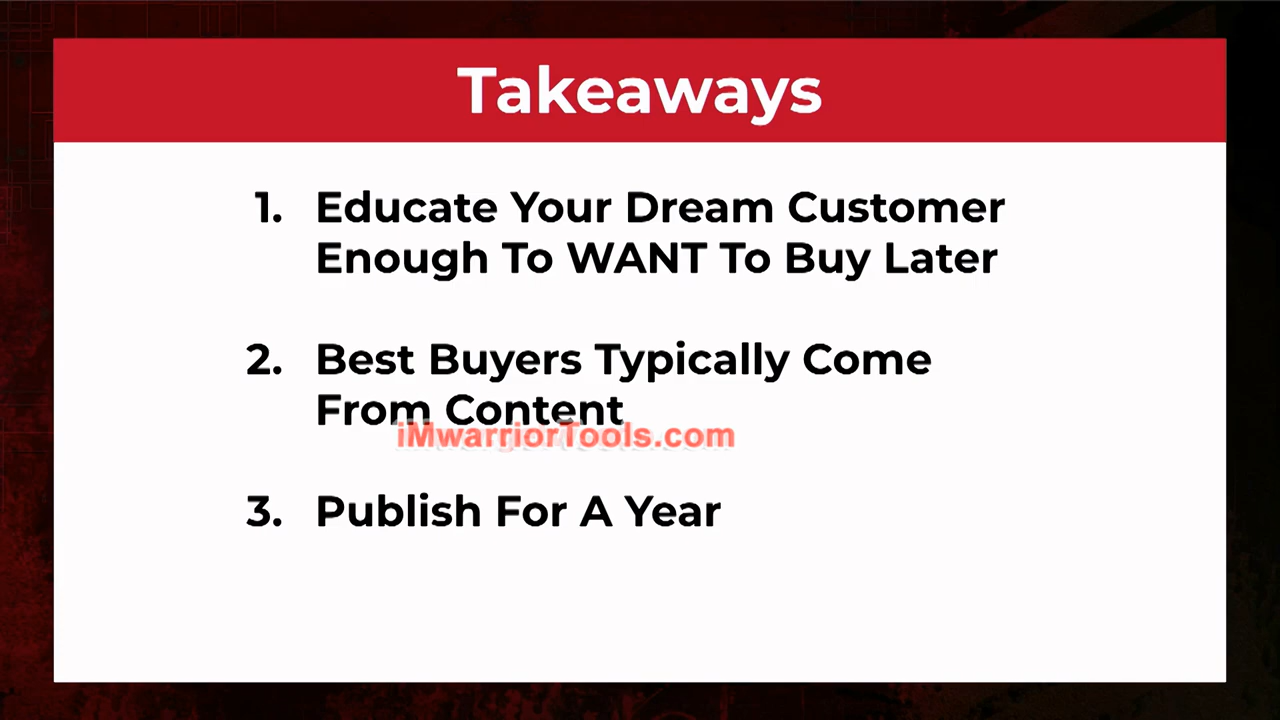 Takeaways
1. Educate Your Dream Customer
Enough To WANT To Buy Later
2. Best Buyers Typically Come
From Content
iMwarriorTools.com
3. Publish For A Year